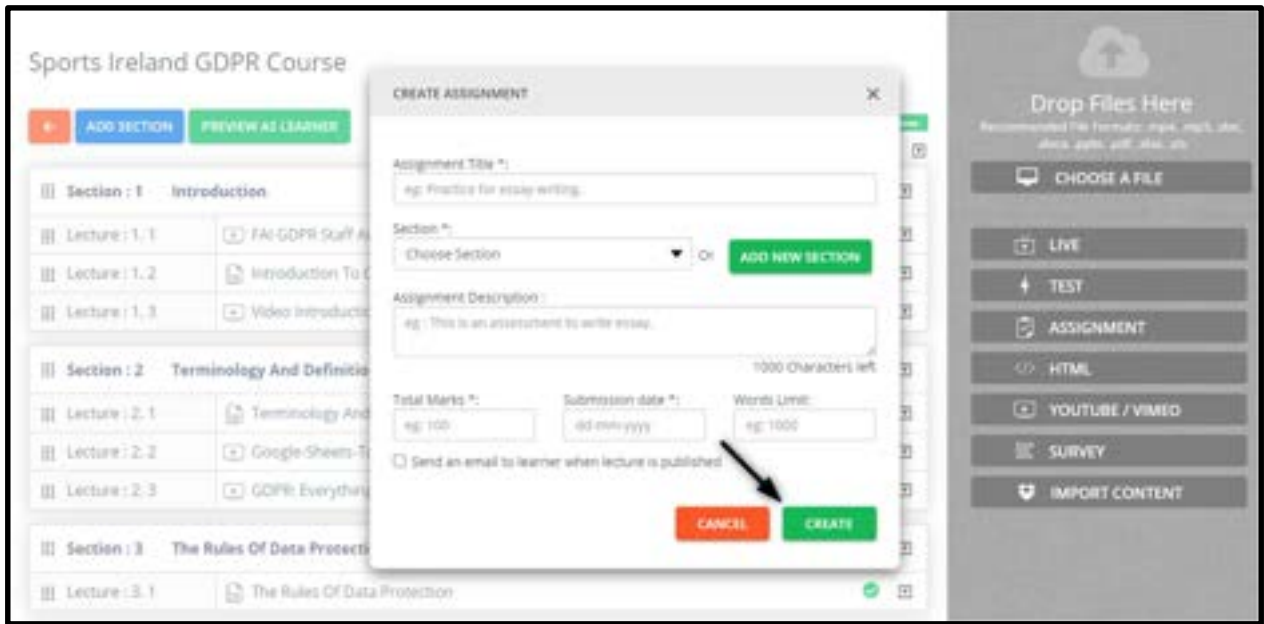 Sports Ireland GDPR Course
ADD SECTION
PREVIEW AS LEARNER
Section : 1 Introduction
Lecture : 1. 1 FAI GDPR Staff
Lecture : 1. 2 Introduction To
Lecture : 1. 3 Video
Section : 2 Terminology And
Lecture : 2. 1 Terminology And
Lecture : 2. 2 Google-Sheets-
Lecture : 2. 3 GDPR: Everything
Section : 3 The Rules Of Data
Lecture : 3. 1 The Rules Of Data Protection
CREATE ASSIGNMENT
Assignment Title *:
eg: Practice for essay writing.
Section *:
Choose Section
Or
ADD NEW SECTION
Assignment Description :
eg : This is an assessment to write essay.
1000 Characters left
Total Marks *: Submission date *: Words Limit:
eg: 100 dd-mm-yyyy eg: 1000
Send an email to learner when lecture is published
CANCEL CREATE
Drop Files Here
Recommended File Formats: .mp4, .mp3,
CHOOSE A FILE
LIVE
TEST
ASSIGNMENT
HTML
YOUTUBE / VIMEO
SURVEY
IMPORT CONTENT